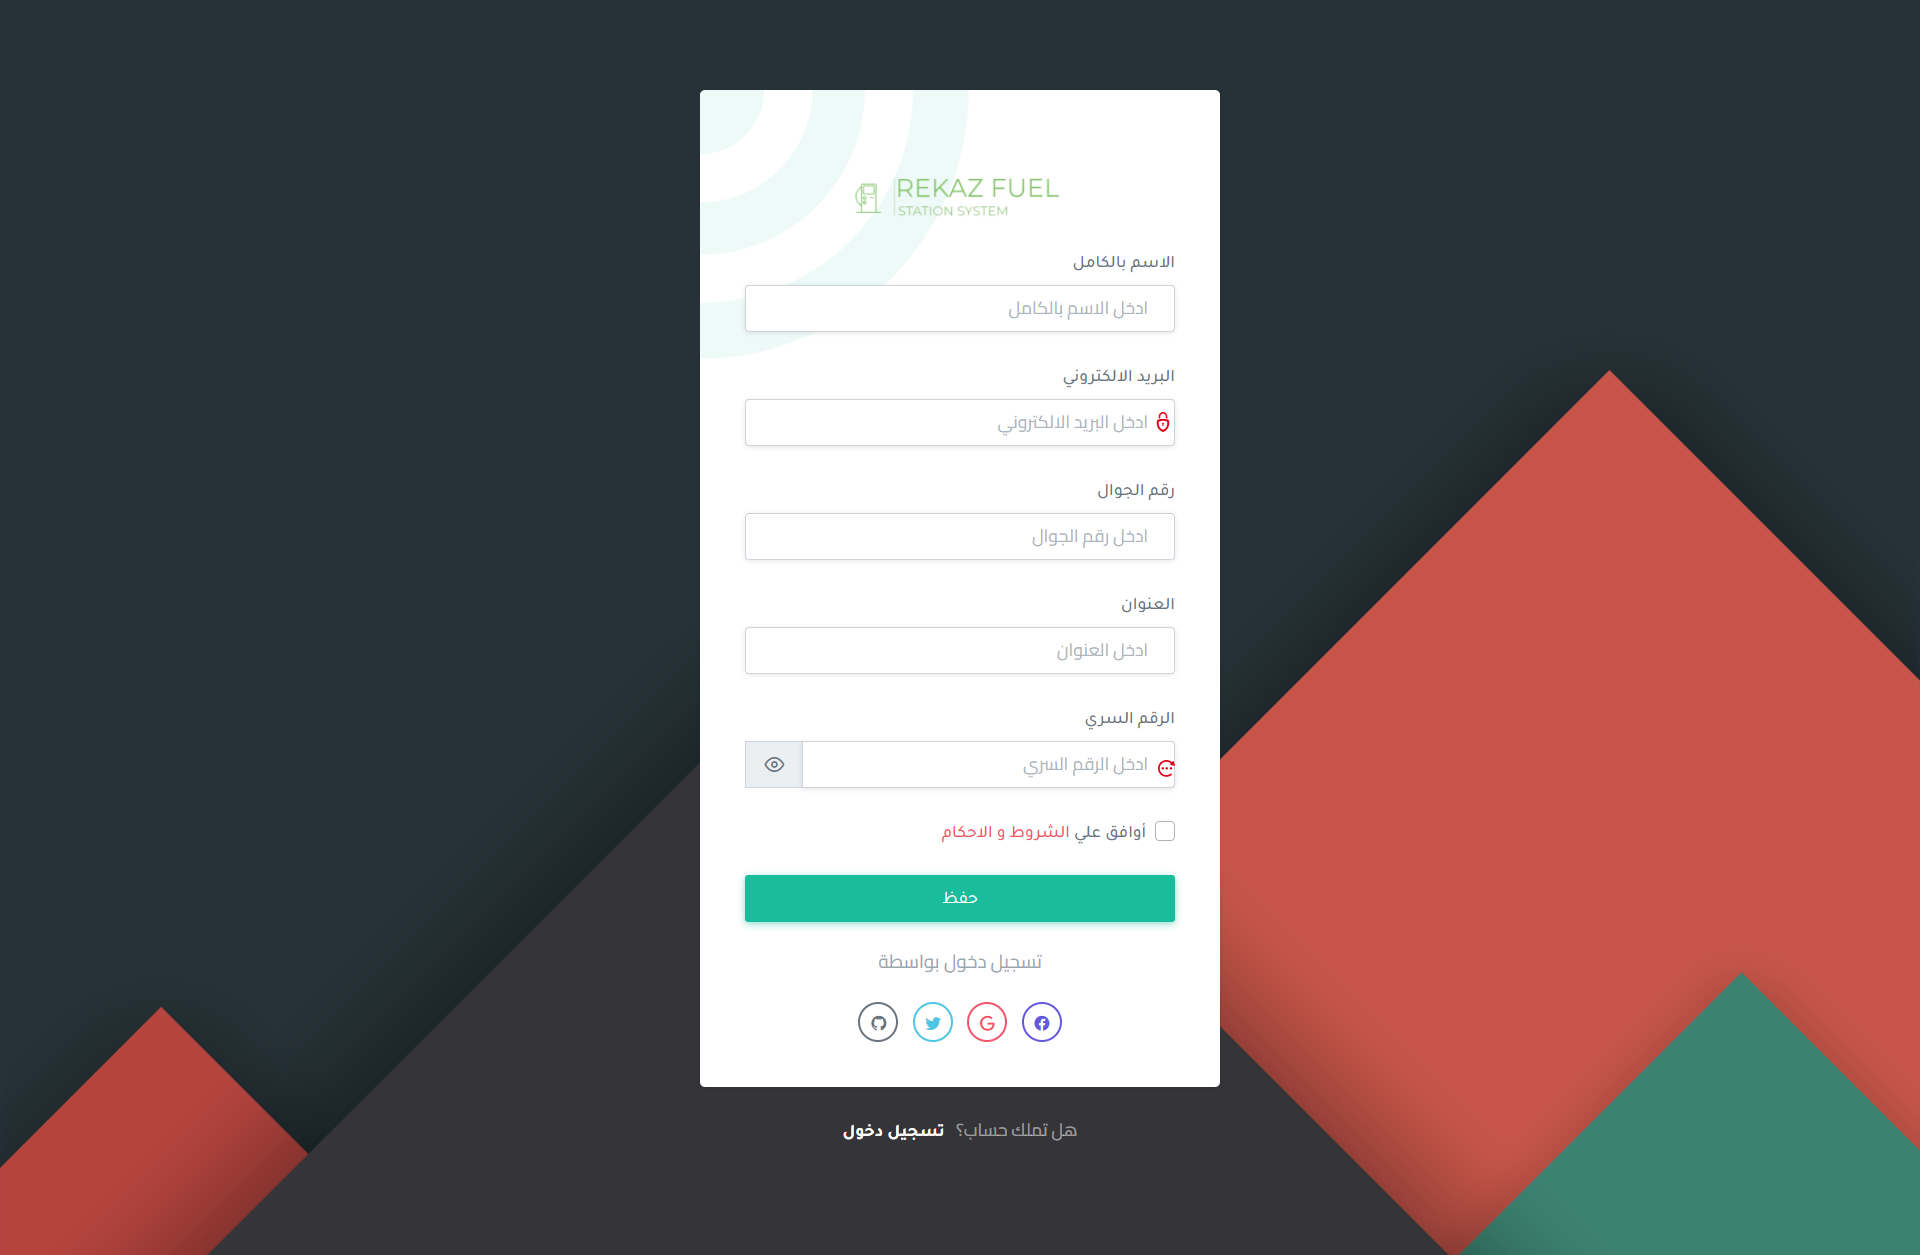 REKAZ FUEL
STATION SYSTEM
الاسم بالكامل
ادخل الاسم بالكامل
البريد الالكتروني
ادخل البريد الالكتروني
رقم الجوال
ادخل رقم الجوال
العنوان
ادخل العنوان
الرقم السري
ادخل الرقم السري
أوافق علي الشروط و الاحكام
حفظ
تسجيل دخول بواسطة
هل تملك حساب؟ تسجيل دخول